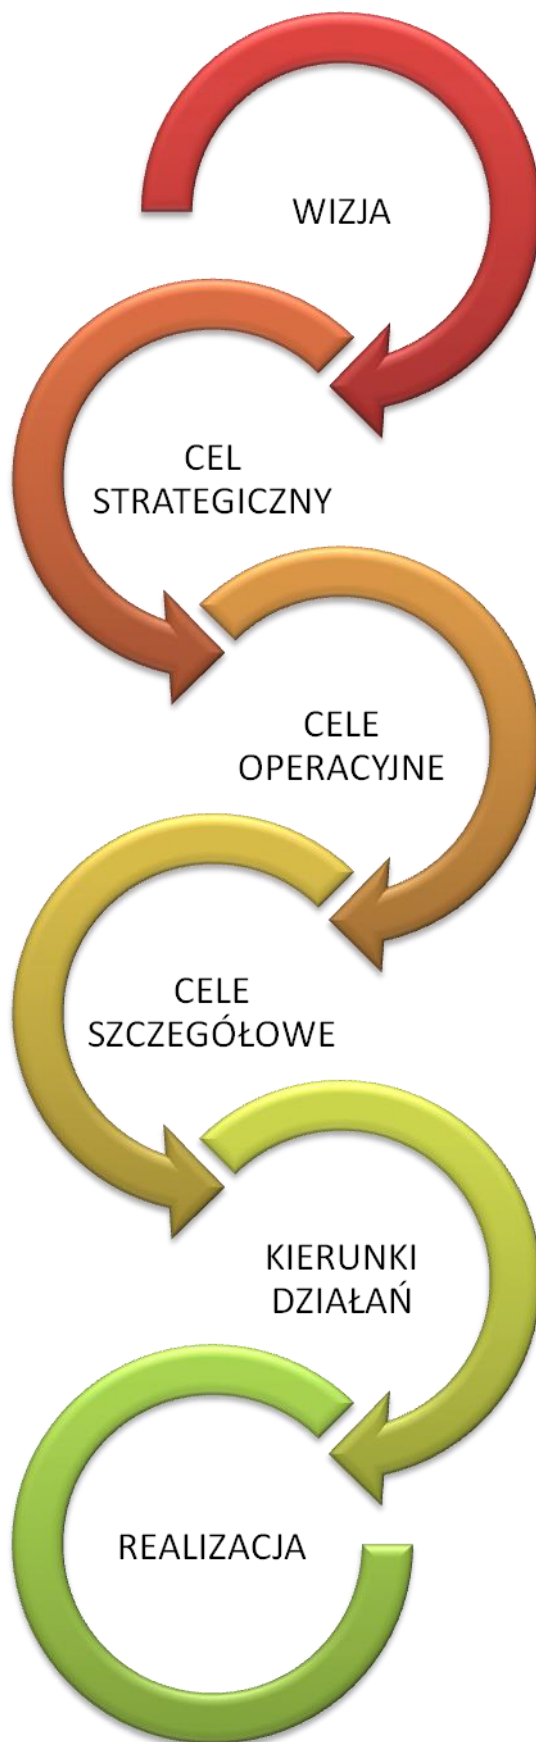 WIZJA
CEL
STRATEGICZNY
CELE
OPERACYJNE
CELE
SZCZEGÓŁOWE
KIERUNKI
DZIAŁAŃ
REALIZACJA